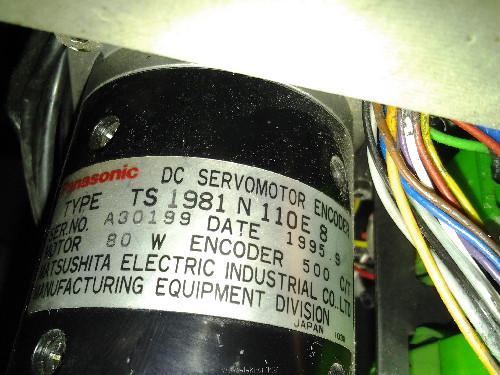 Panasonic DC SERVOMOTOR ENCODER
TYPE TS 1981 N 110E 8
SER.NO. A30199 DATE 1995.9
MOTOR 80 W ENCODER 500 C/T
MATSUSHITA ELECTRIC INDUSTRIAL CO.LTD
MANUFACTURING EQUIPMENT DIVISION
JAPAN